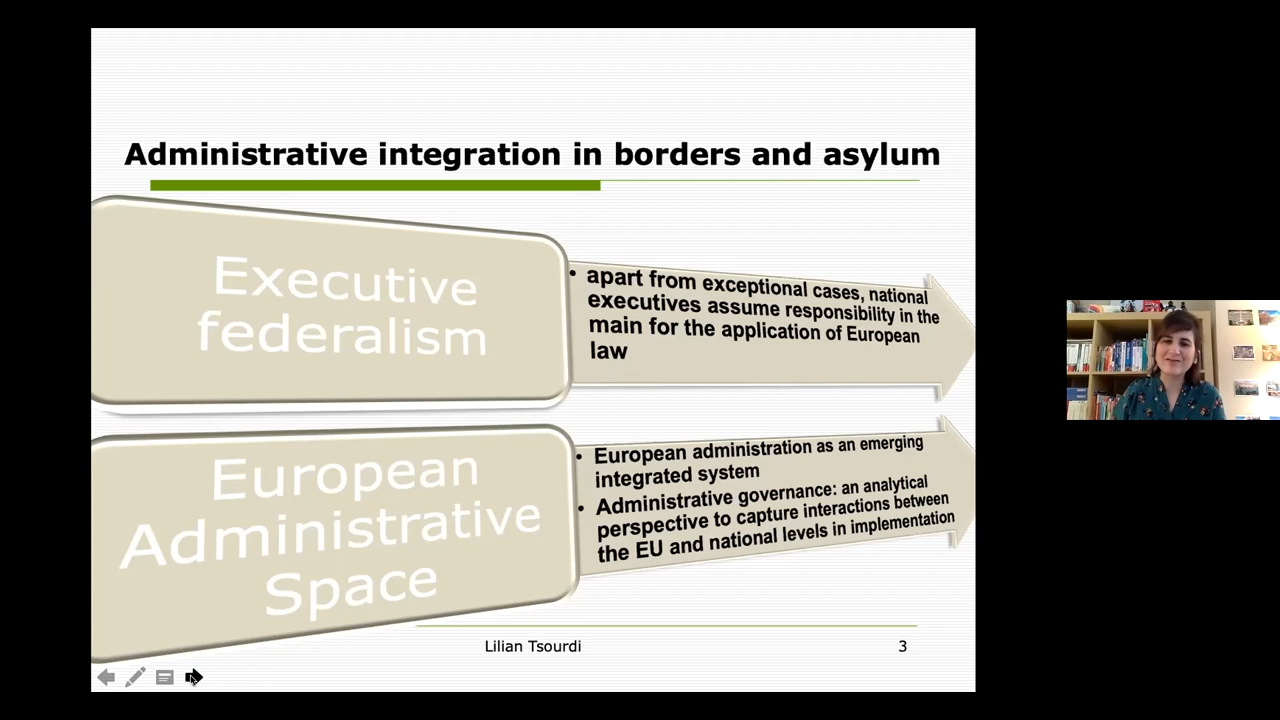 Administrative integration in borders and asylum
Executive
federalism
• apart from exceptional cases, national
executives assume responsibility in the
main for the application of European
law
European
Administrative
Space
• European administration as an emerging
integrated system
• Administrative governance: an analytical
perspective to capture interactions between
the EU and national levels in implementation
Lilian Tsourdi
3